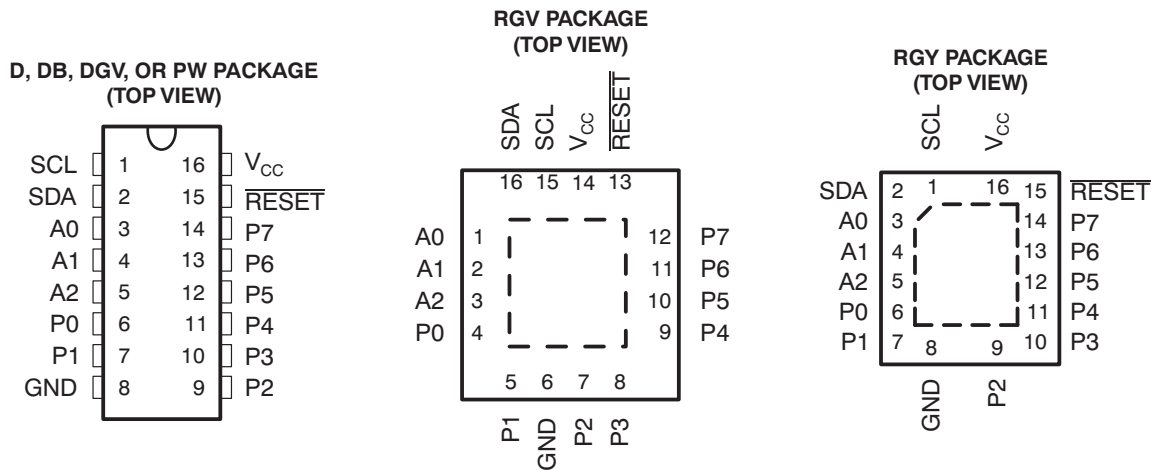 D, DB, DGV, OR PW PACKAGE
(TOP VIEW)
SCL 1 16 VCC
SDA 2 15 RESET
A0 3 14 P7
A1 4 13 P6
A2 5 12 P5
P0 6 11 P4
P1 7 10 P3
GND 8 9 P2
RGV PACKAGE
(TOP VIEW)
SDA SCL VCC RESET
16 15 14 13
A0 1 12 P7
A1 2 11 P6
A2 3 10 P5
P0 4 9 P4
5 6 7 8
P1 GND P2 P3
RGY PACKAGE
(TOP VIEW)
SCL VCC
1 16
SDA 2 15 RESET
A0 3 14 P7
A1 4 13 P6
A2 5 12 P5
P0 6 11 P4
P1 7 10 P3
8 9
GND P2